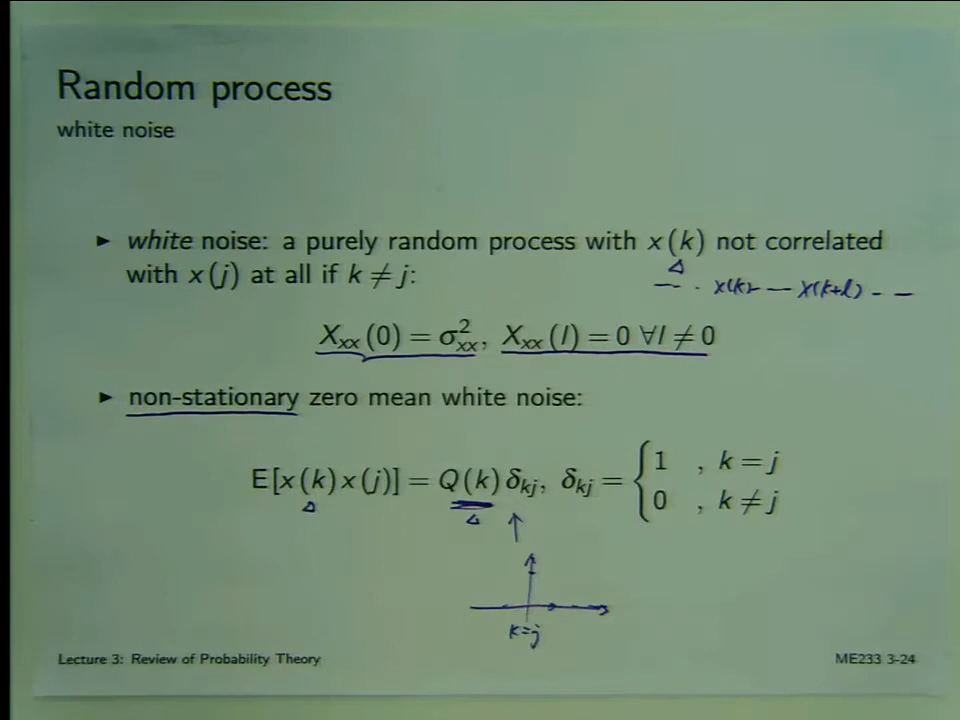 Random process
white noise
► white noise: a purely random process with x(k) not correlated
with x(j) at all if k ≠ j:
— · x(k) — x(k+l) - —
X_xx(0) = σ²_xx, X_xx(l) = 0 ∀l ≠ 0
► non-stationary zero mean white noise:
E[x(k)x(j)] = Q(k)δ_kj, δ_kj = { 1 , k = j
0 , k ≠ j
k=j
Lecture 3: Review of Probability Theory ME233 3-24